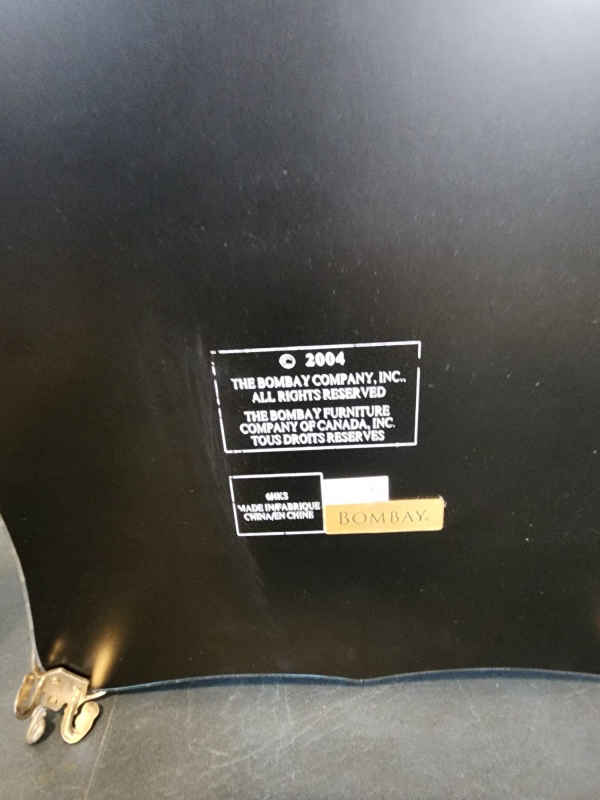 © 2004
THE BOMBAY COMPANY, INC.,
ALL RIGHTS RESERVED
THE BOMBAY FURNITURE
COMPANY OF CANADA, INC.
TOUS DROITS RESERVES
MADE IN/FABRIQUE
CHINA/EN CHINE
BOMBAY®